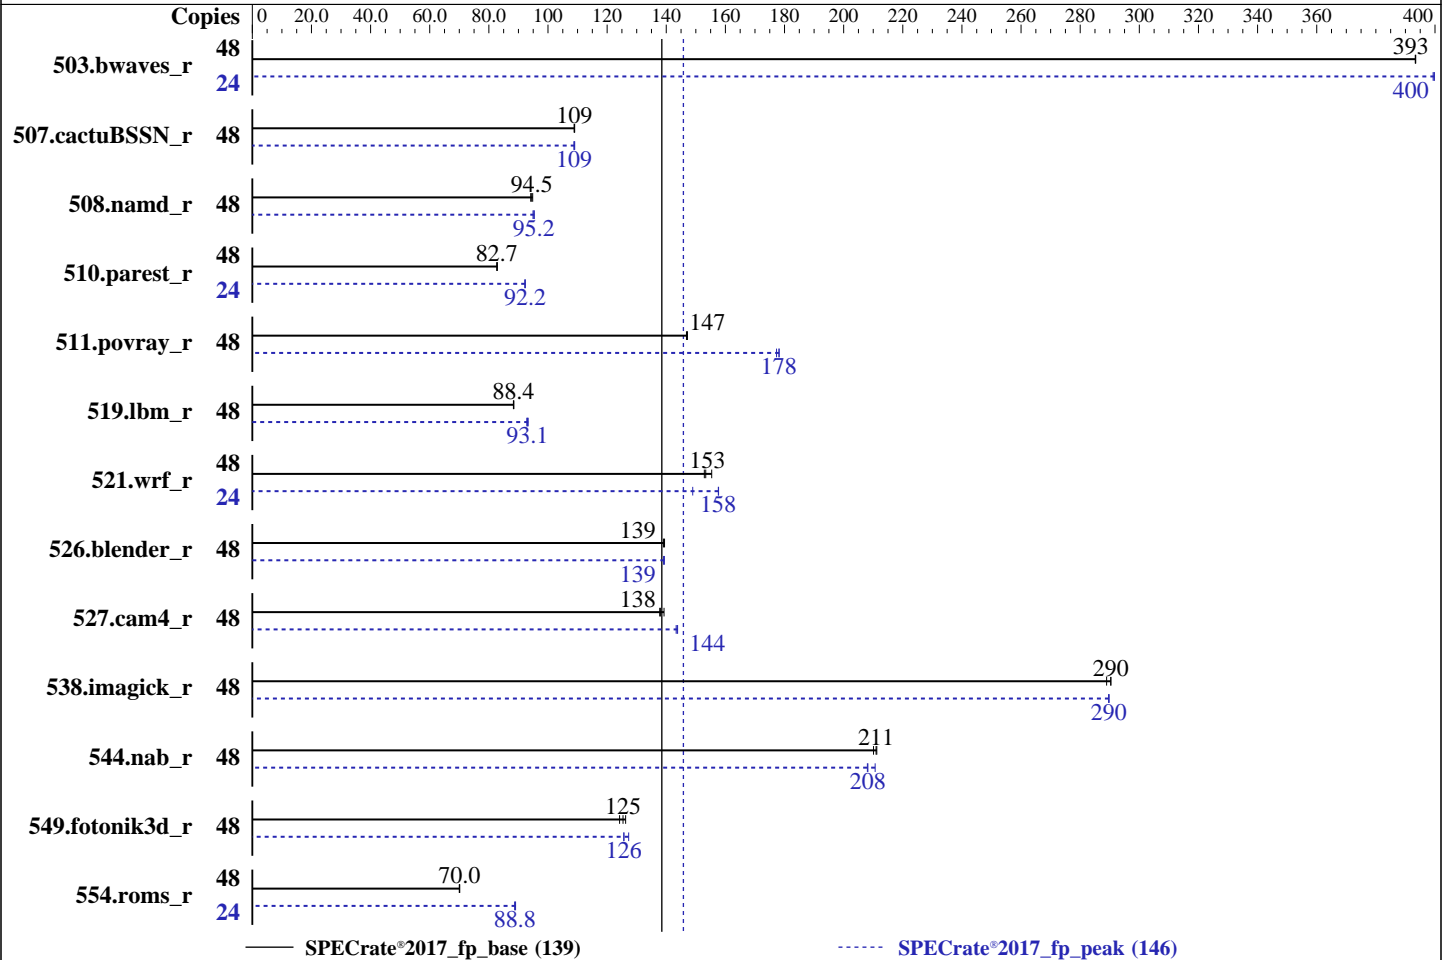 Copies 0 20.0 40.0 60.0 80.0 100 120 140 160 180 200 220 240 260 280 300 320 340 360 400
503.bwaves_r 48 393
24 400
507.cactuBSSN_r 48 109
109
508.namd_r 48 94.5
95.2
510.parest_r 48 82.7
24 92.2
511.povray_r 48 147
178
519.lbm_r 48 88.4
93.1
521.wrf_r 48 153
24 158
526.blender_r 48 139
139
527.cam4_r 48 138
144
538.imagick_r 48 290
290
544.nab_r 48 211
208
549.fotonik3d_r 48 125
126
554.roms_r 48 70.0
24 88.8
SPECrate®2017_fp_base (139) SPECrate®2017_fp_peak (146)